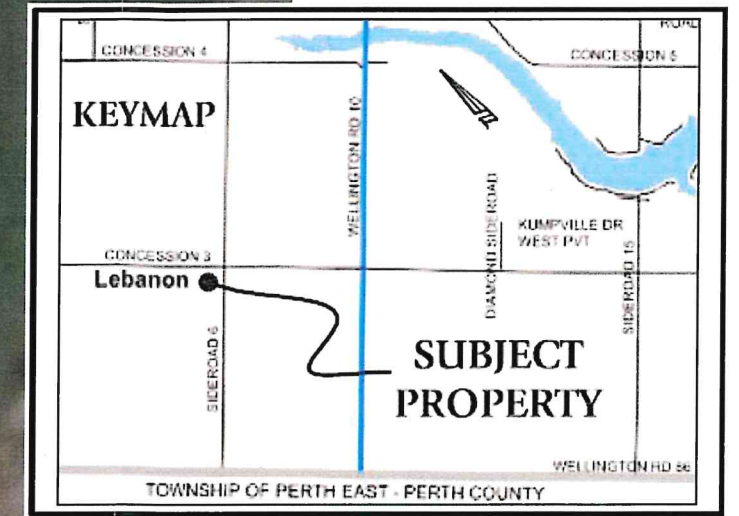 CONCESSION 4
CONCESSION 5
KEYMAP
WELLINGTON RD 10
DIAMOND SIDEROAD
KUMPVILLE DR
WEST PVT
SIDEROAD 15
CONCESSION 3
Lebanon
SIDEROAD 6
SUBJECT
PROPERTY
WELLINGTON RD 86
TOWNSHIP OF PERTH EAST - PERTH COUNTY